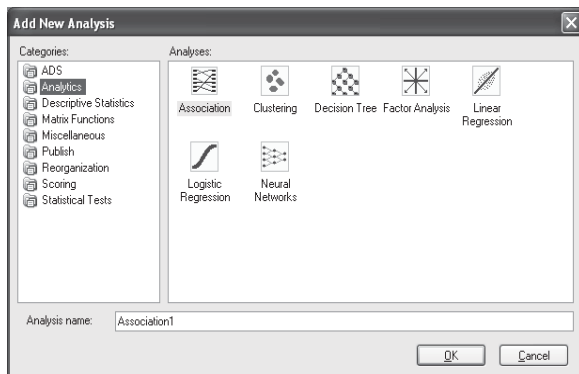 Add New Analysis
Categories:
ADS
Analytics
Descriptive Statistics
Matrix Functions
Miscellaneous
Publish
Reorganization
Scoring
Statistical Tests
Analyses:
Association
Clustering
Decision Tree
Factor Analysis
Linear
Regression
Logistic
Regression
Neural
Networks
Analysis name:
Association1
OK
Cancel